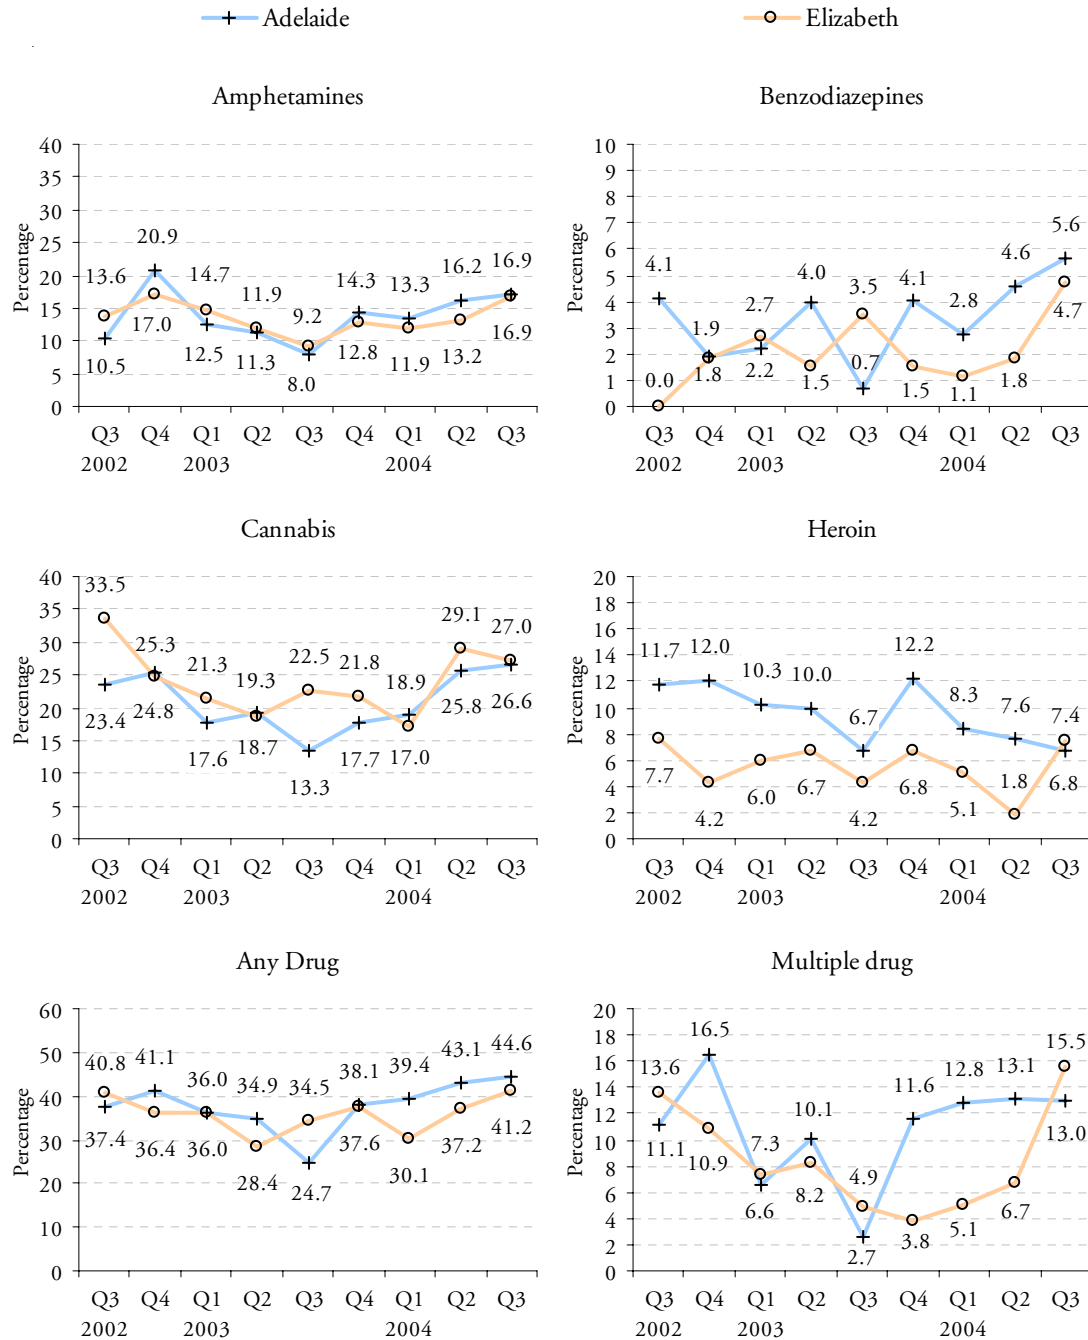 Adelaide Elizabeth
Amphetamines
Percentage
40
35
30
25
20
15
10
5
0
13.6 20.9 14.7 11.9 9.2 14.3 13.3 16.2 16.9
10.5 17.0 12.5 11.3 8.0 12.8 11.9 13.2 16.9
Q3 Q4 Q1 Q2 Q3 Q4 Q1 Q2 Q3
2002 2003 2004
Benzodiazepines
Percentage
10
9
8
7
6
5
4
3
2
1
0
4.1 1.9 2.7 4.0 3.5 4.1 2.8 4.6 5.6
0.0 1.8 2.2 1.5 0.7 1.5 1.1 1.8 4.7
Q3 Q4 Q1 Q2 Q3 Q4 Q1 Q2 Q3
2002 2003 2004
Cannabis
Percentage
40
35
30
25
20
15
10
5
0
33.5 25.3 21.3 19.3 22.5 21.8 18.9 29.1 27.0
23.4 24.8 17.6 18.7 13.3 17.7 17.0 25.8 26.6
Q3 Q4 Q1 Q2 Q3 Q4 Q1 Q2 Q3
2002 2003 2004
Heroin
Percentage
20
18
16
14
12
10
8
6
4
2
0
11.7 12.0 10.3 10.0 6.7 12.2 8.3 7.6 7.4
7.7 4.2 6.0 6.7 4.2 6.8 5.1 1.8 6.8
Q3 Q4 Q1 Q2 Q3 Q4 Q1 Q2 Q3
2002 2003 2004
Any Drug
Percentage
60
50
40
30
20
10
0
40.8 41.1 36.0 34.9 34.5 38.1 39.4 43.1 44.6
37.4 36.4 36.0 28.4 24.7 37.6 30.1 37.2 41.2
Q3 Q4 Q1 Q2 Q3 Q4 Q1 Q2 Q3
2002 2003 2004
Multiple drug
Percentage
20
18
16
14
12
10
8
6
4
2
0
13.6 16.5 7.3 10.1 4.9 11.6 12.8 13.1 15.5
11.1 10.9 6.6 8.2 2.7 3.8 5.1 6.7 13.0
Q3 Q4 Q1 Q2 Q3 Q4 Q1 Q2 Q3
2002 2003 2004